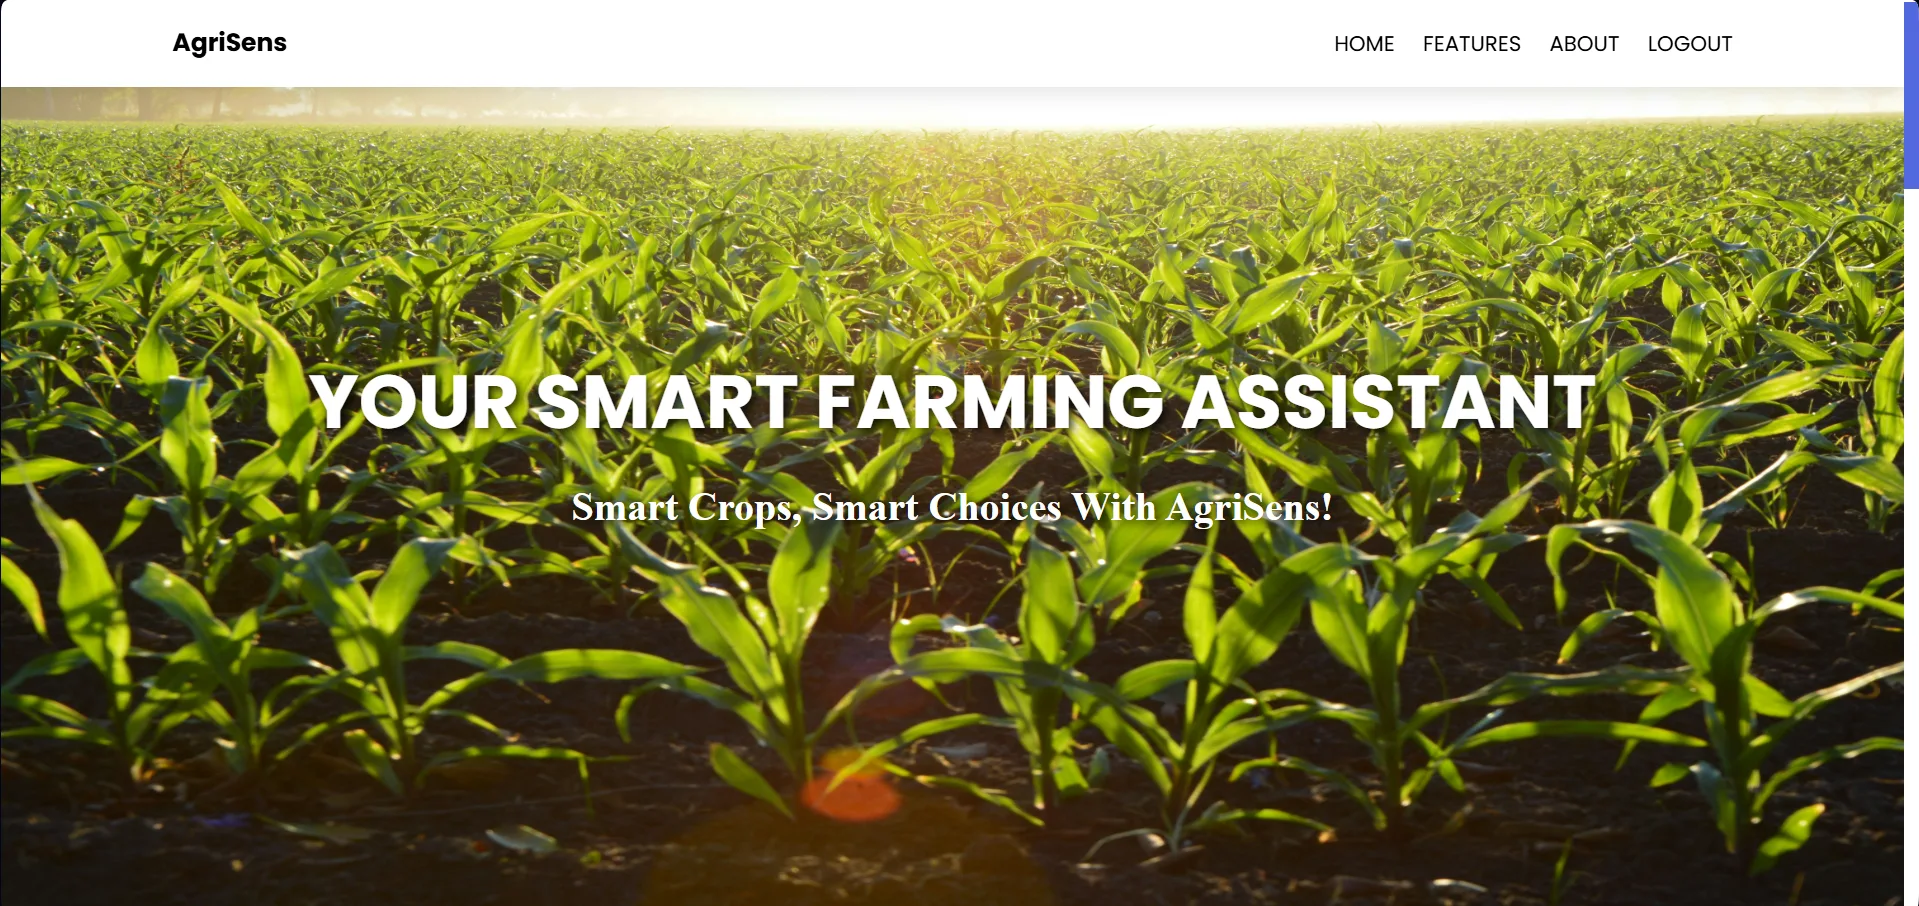 AgriSens
HOME FEATURES ABOUT LOGOUT
YOUR SMART FARMING ASSISTANT
Smart Crops, Smart Choices With AgriSens!